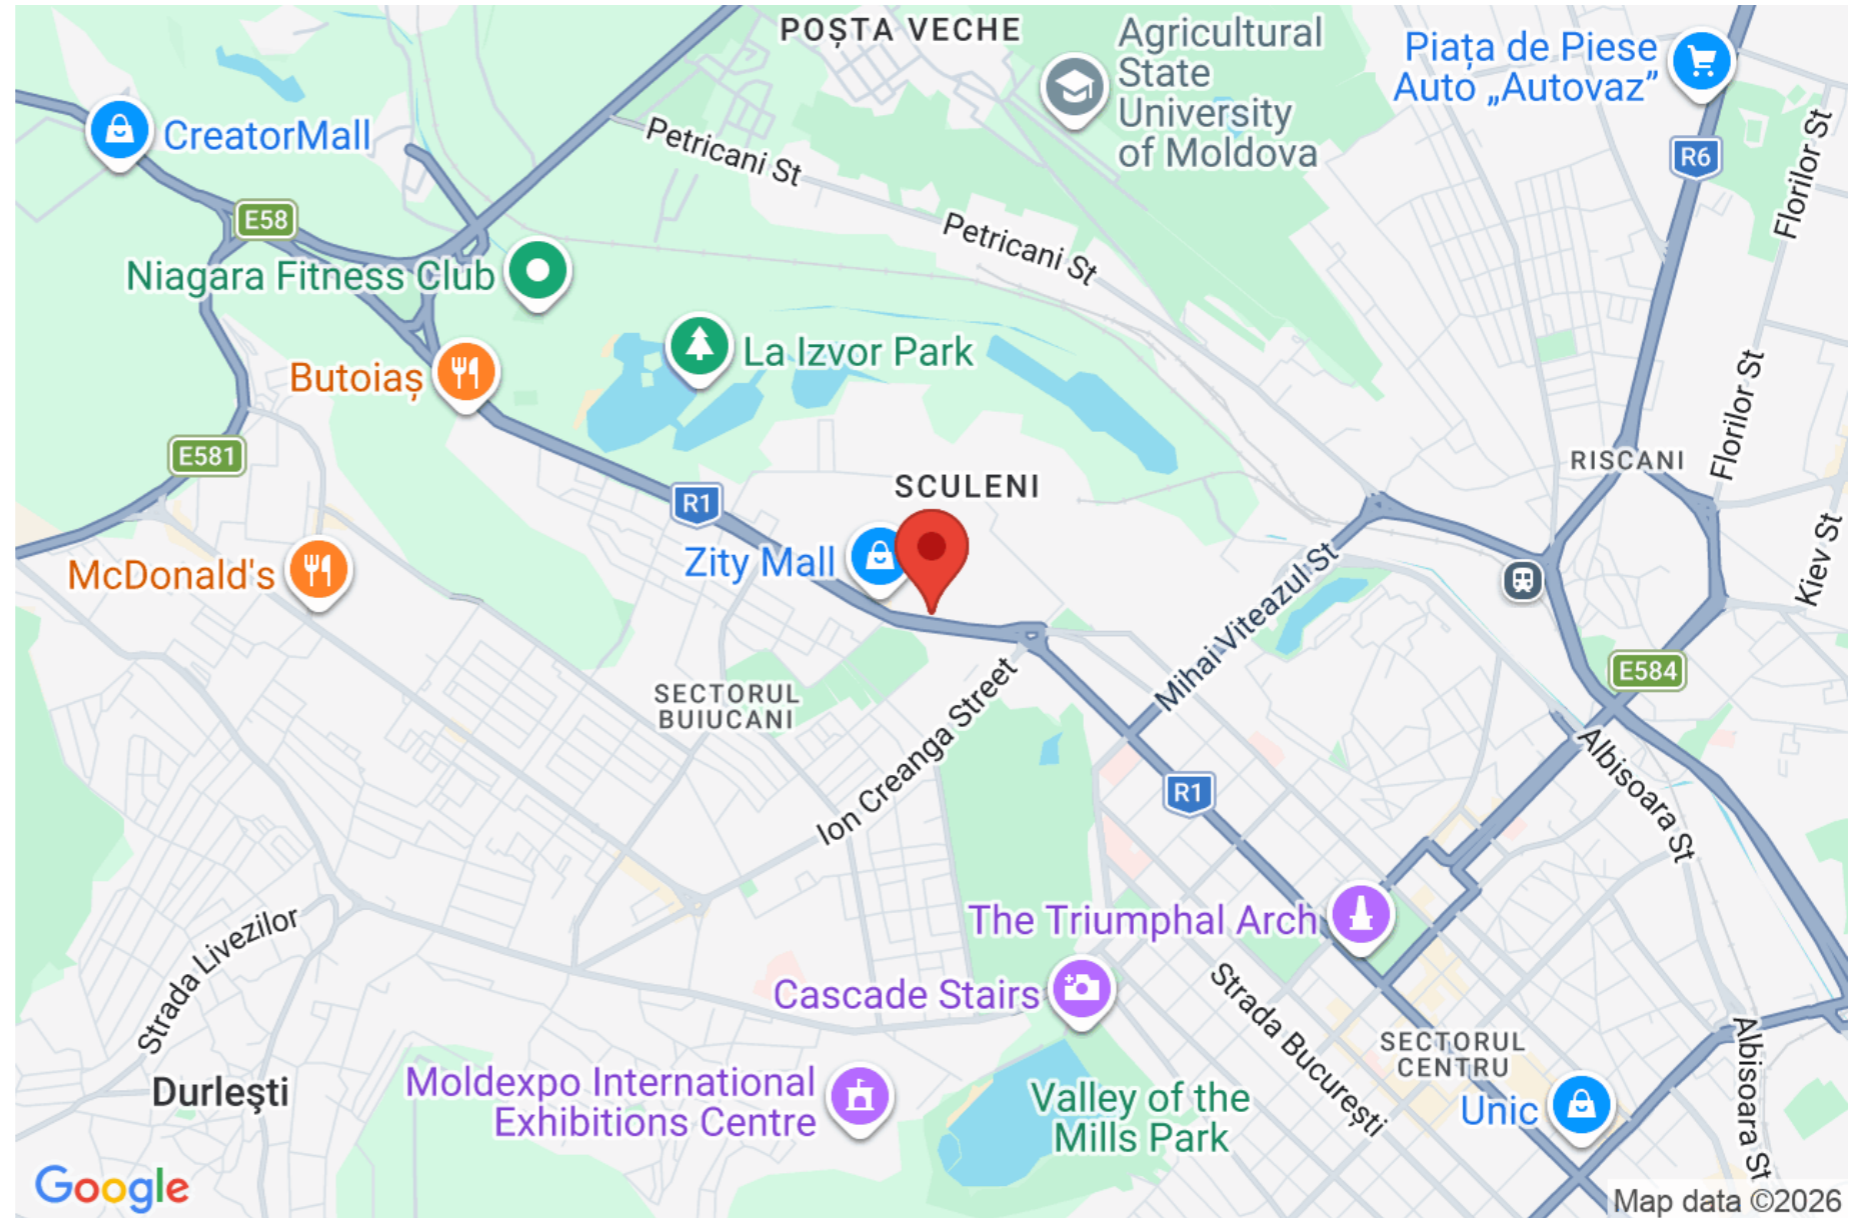 POȘTA VECHE
Agricultural
State
University
of Moldova
Piața de Piese
Auto „Autovaz”
CreatorMall
Petricani St
R6
Florilor St
E58
Petricani St
Niagara Fitness Club
La Izvor Park
Butoiaș
Florilor St
E581
RISCANI
SCULENI
R1
Zity Mall
McDonald's
Kiev St
Mihai Viteazul St
E584
SECTORUL
BUIUCANI
Ion Creanga Street
R1
Albisoara St
The Triumphal Arch
Strada Livezilor
Cascade Stairs
Strada București
SECTORUL
CENTRU
Albisoara St
Durleşti
Moldexpo International
Exhibitions Centre
Valley of the
Mills Park
Unic
Google
Map data ©2026